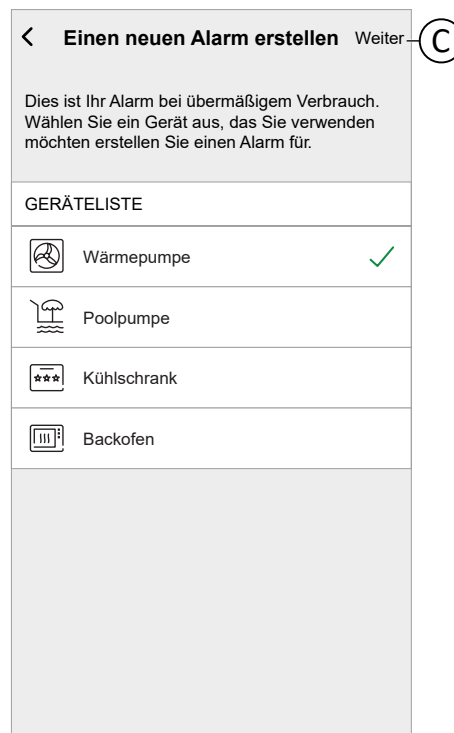 Einen neuen Alarm erstellen Weiter C
Dies ist Ihr Alarm bei übermäßigem Verbrauch.
Wählen Sie ein Gerät aus, das Sie verwenden
möchten erstellen Sie einen Alarm für.
GERÄTELISTE
Wärmepumpe
Poolpumpe
Kühlschrank
Backofen